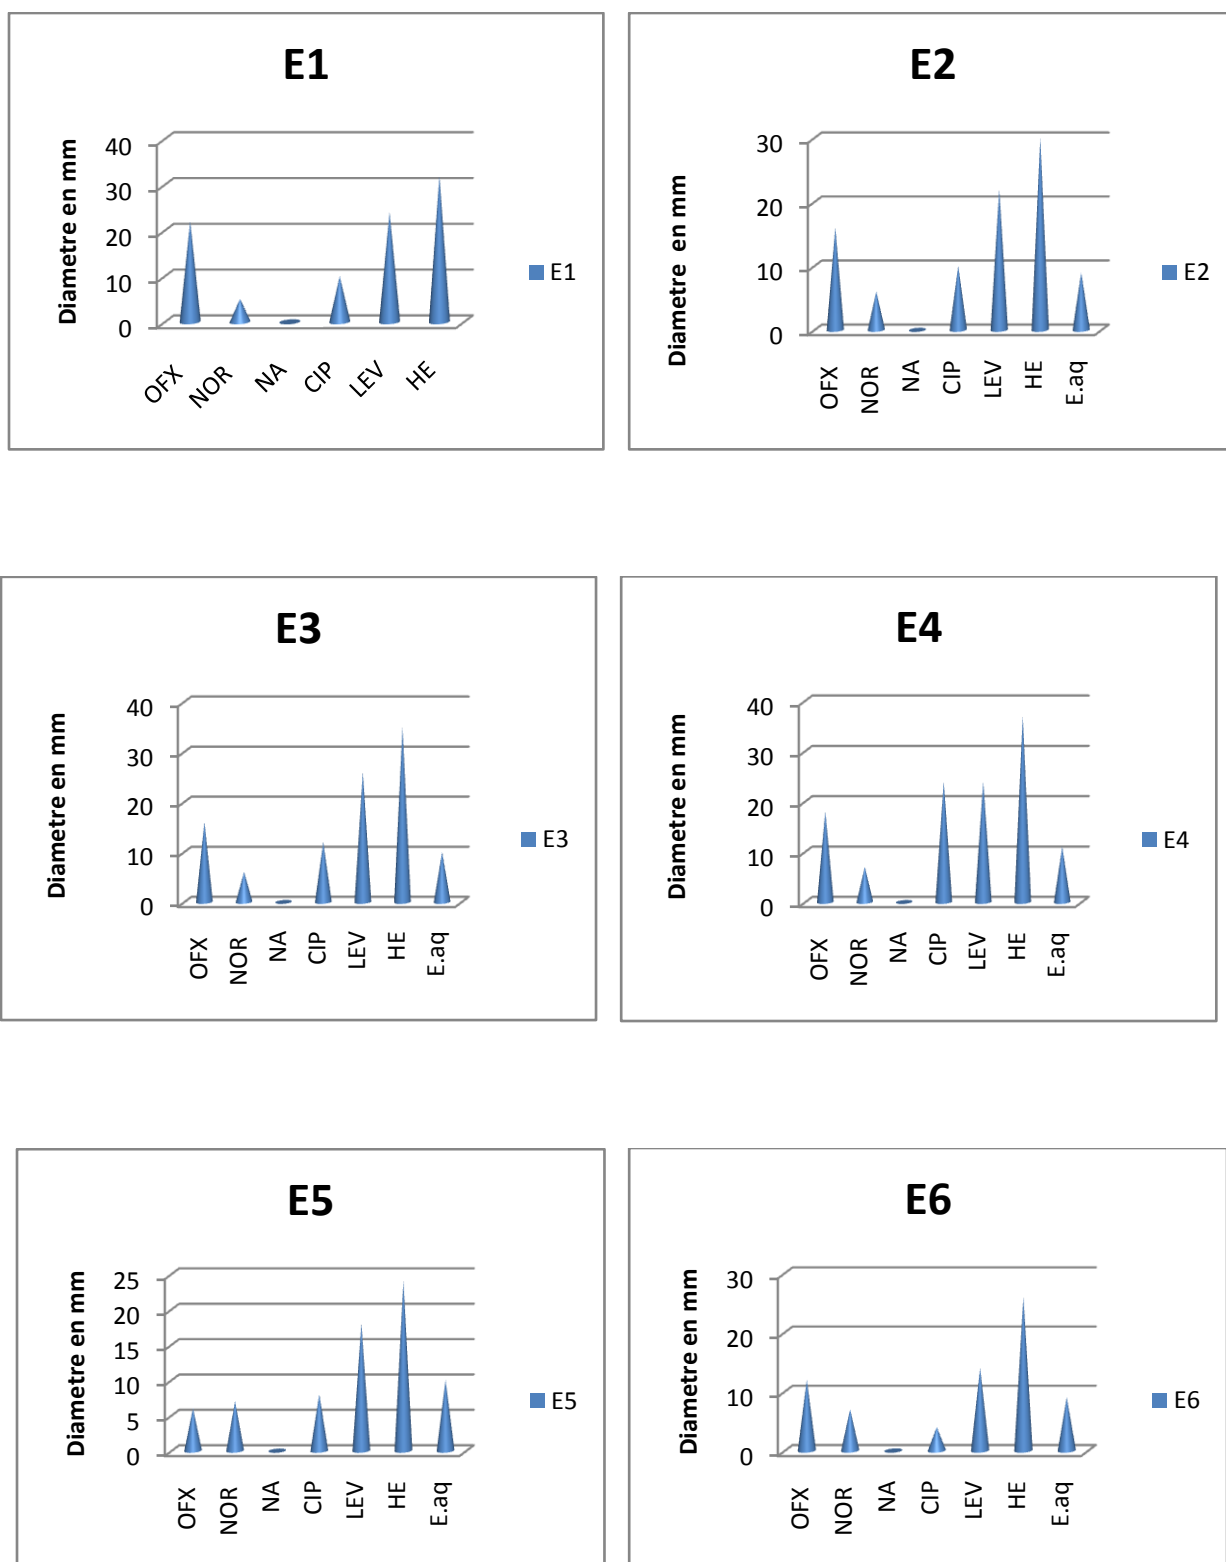 E1
Diametre en mm
40
30
20
10
0
OFX NOR NA CIP LEV HE
E1
E2
Diametre en mm
30
20
10
0
OFX NOR NA CIP LEV HE E.aq
E2
E3
Diametre en mm
40
30
20
10
0
OFX NOR NA CIP LEV HE E.aq
E3
E4
Diametre en mm
40
30
20
10
0
OFX NOR NA CIP LEV HE E.aq
E4
E5
Diametre en mm
25
20
15
10
5
0
OFX NOR NA CIP LEV HE E.aq
E5
E6
Diametre en mm
30
20
10
0
OFX NOR NA CIP LEV HE E.aq
E6